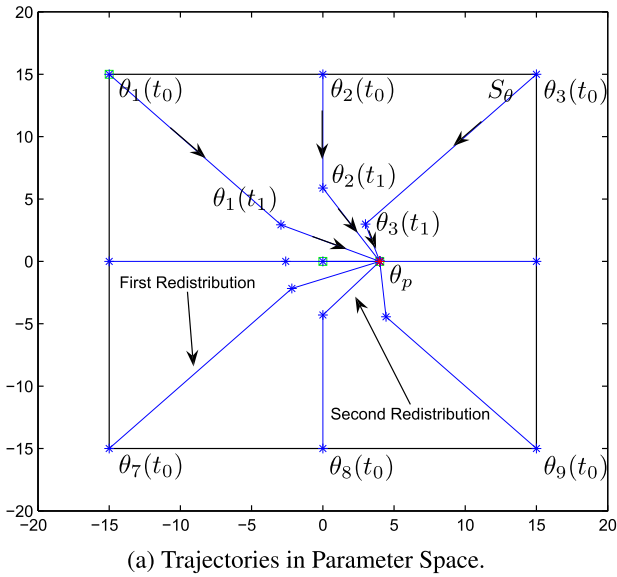 20
15
θ₁(t₀)
θ₂(t₀)
S_θ
θ₃(t₀)
10
5
θ₁(t₁)
θ₂(t₁)
θ₃(t₁)
0
θₚ
First Redistribution
−5
−10
Second Redistribution
−15
θ₇(t₀)
θ₈(t₀)
θ₉(t₀)
−20
−20 −15 −10 −5 0 5 10 15 20
(a) Trajectories in Parameter Space.